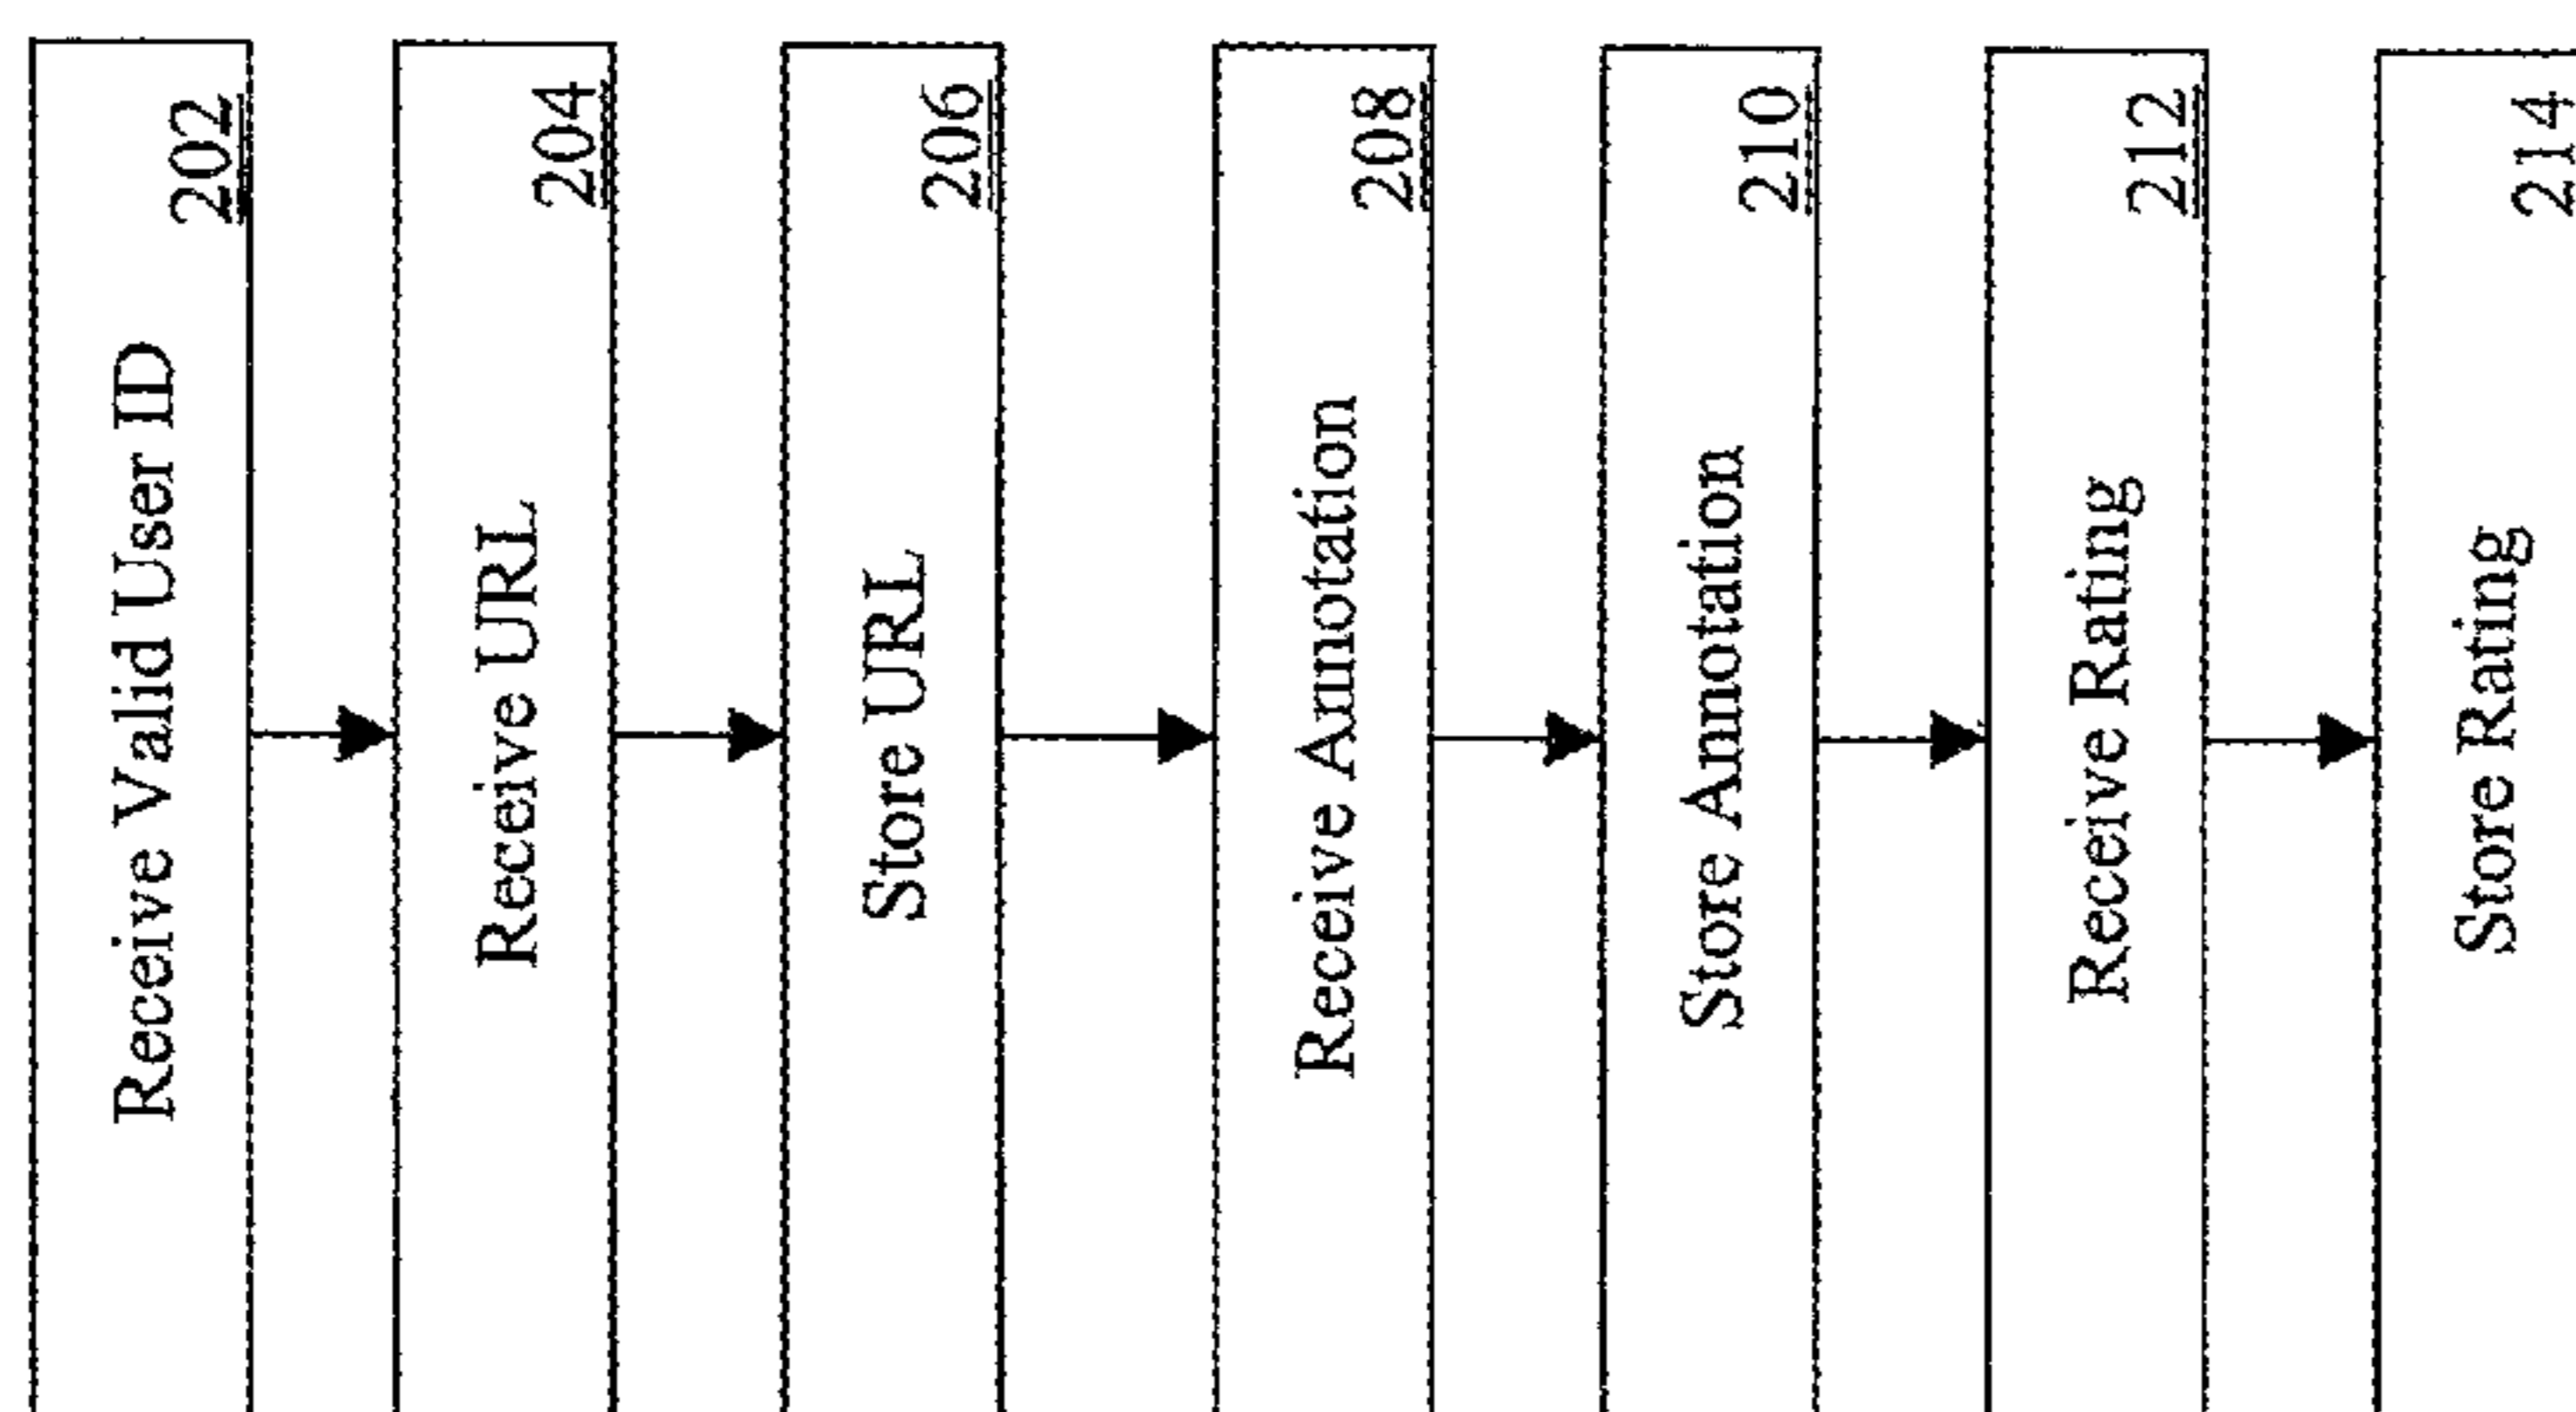 Receive Valid User ID
202
Receive URL
204
Store URL
206
Receive Annotation
208
Store Annotation
210
Receive Rating
212
Store Rating
214